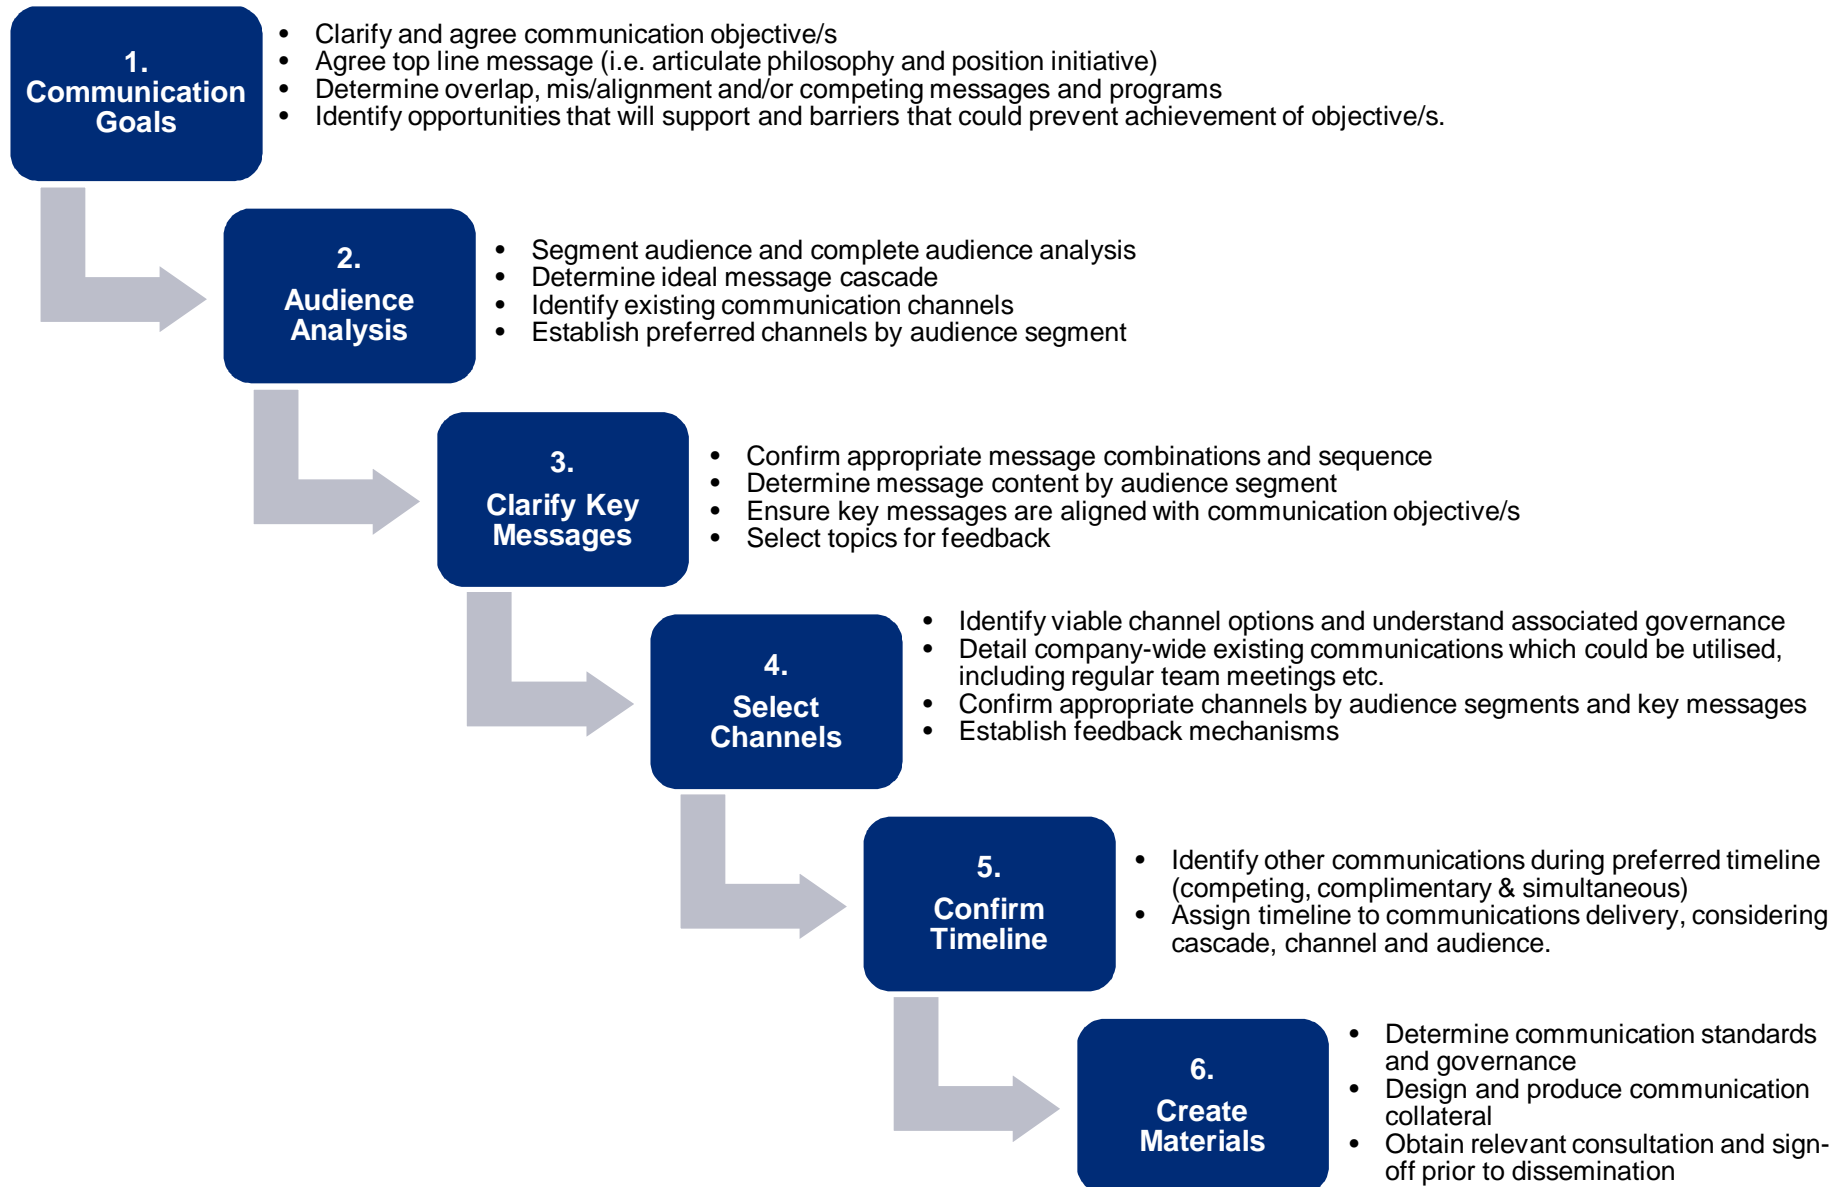 1.
Communication
Goals
• Clarify and agree communication objective/s
• Agree top line message (i.e. articulate philosophy and position initiative)
• Determine overlap, mis/alignment and/or competing messages and programs
• Identify opportunities that will support and barriers that could prevent achievement of objective/s.
2.
Audience
Analysis
• Segment audience and complete audience analysis
• Determine ideal message cascade
• Identify existing communication channels
• Establish preferred channels by audience segment
3.
Clarify Key
Messages
• Confirm appropriate message combinations and sequence
• Determine message content by audience segment
• Ensure key messages are aligned with communication objective/s
• Select topics for feedback
4.
Select
Channels
• Identify viable channel options and understand associated governance
• Detail company-wide existing communications which could be utilised,
including regular team meetings etc.
• Confirm appropriate channels by audience segments and key messages
• Establish feedback mechanisms
5.
Confirm
Timeline
• Identify other communications during preferred timeline
(competing, complimentary & simultaneous)
• Assign timeline to communications delivery, considering
cascade, channel and audience.
6.
Create
Materials
• Determine communication standards
and governance
• Design and produce communication
collateral
• Obtain relevant consultation and sign-
off prior to dissemination